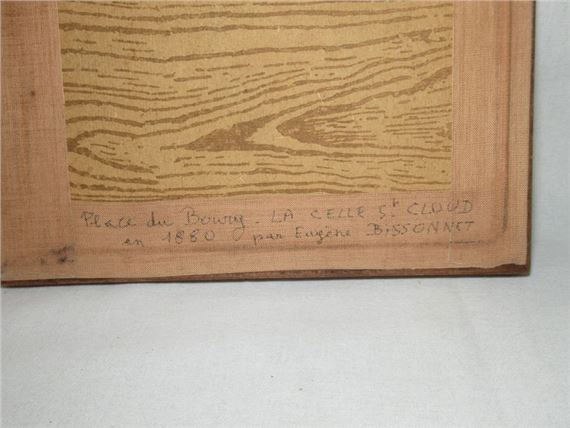 Place du Bourg - LA CELLE St CLOUD
en 1880 par Eugène BISSONNET